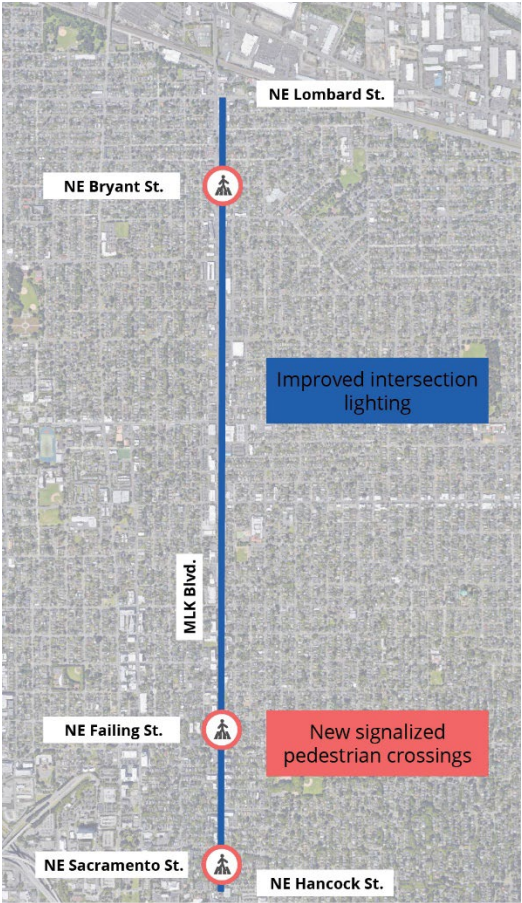 NE Lombard St.
NE Bryant St.
Improved intersection
lighting
MLK Blvd.
NE Failing St.
New signalized
pedestrian crossings
NE Sacramento St.
NE Hancock St.